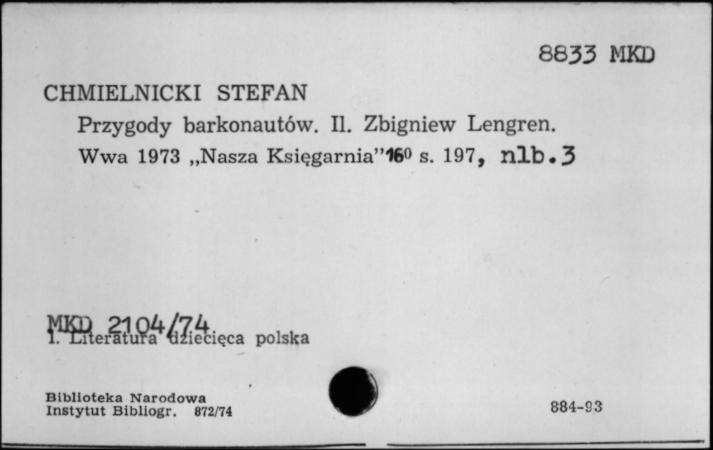 8833 MKD
CHMIELNICKI STEFAN
Przygody barkonautów. Il. Zbigniew Lengren.
Wwa 1973 „Nasza Księgarnia” 16⁰ s. 197, nlb.3
MKD 2104/74
1. Literatura dziecięca polska
Biblioteka Narodowa
Instytut Bibliogr. 872/74
884-93